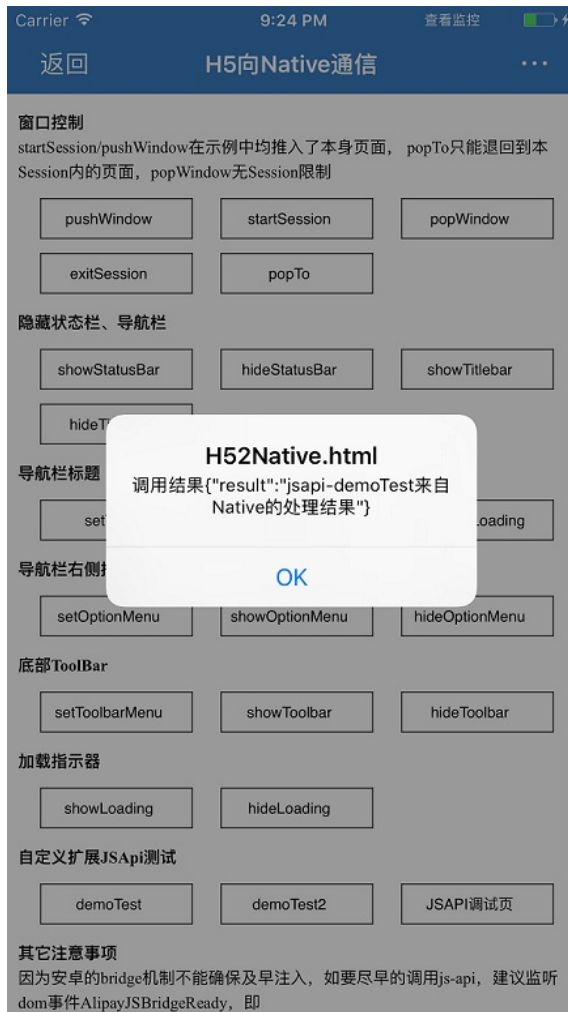 Carrier 9:24 PM 查看监控
返回 H5向Native通信 ···
窗口控制
startSession/pushWindow在示例中均推入了本身页面， popTo只能退回到本
Session内的页面，popWindow无Session限制
pushWindow startSession popWindow
exitSession popTo
隐藏状态栏、导航栏
showStatusBar hideStatusBar showTitlebar
hideT
H52Native.html
调用结果{"result":"jsapi-demoTest来自
Native的处理结果"}
OK
导航栏标题
set oading
导航栏右侧
setOptionMenu showOptionMenu hideOptionMenu
底部ToolBar
setToolbarMenu showToolbar hideToolbar
加载指示器
showLoading hideLoading
自定义扩展JSApi测试
demoTest demoTest2 JSAPI调试页
其它注意事项
因为安卓的bridge机制不能确保及早注入，如要尽早的调用js-api，建议监听
dom事件AlipayJSBridgeReady，即